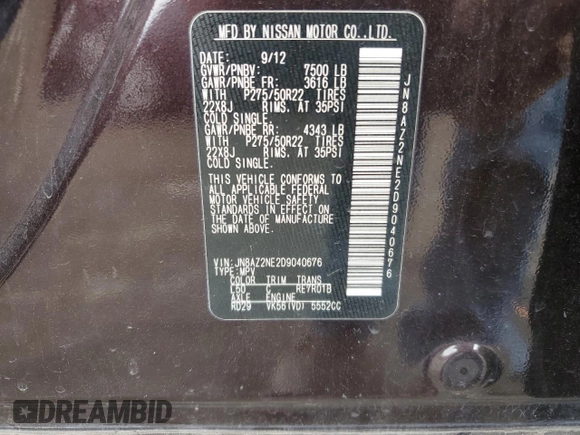 MFD BY NISSAN MOTOR CO.,LTD.
DATE: 9/12
GVWR/PNBV: 7500 LB
GAWR/PNBE FR: 3616 LB
WITH P275/50R22 TIRES
22X8J RIMS. AT 35PSI
COLD SINGLE.
GAWR/PNBE RR: 4343 LB
WITH P275/50R22 TIRES
22X8J RIMS. AT 35PSI
COLD SINGLE.
THIS VEHICLE CONFORMS TO
ALL APPLICABLE FEDERAL
MOTOR VEHICLE SAFETY
STANDARDS IN EFFECT ON
THE DATE OF MANUFACTURE
SHOWN ABOVE.
VIN: JN8AZ2NE2D9040676
TYPE: MPV
COLOR TRIM TRANS
L50 C RE7R01B
AXLE ENGINE
RD29 VK56(VD) 5552CC
JN8AZ2NE2D9040676
DREAMBID